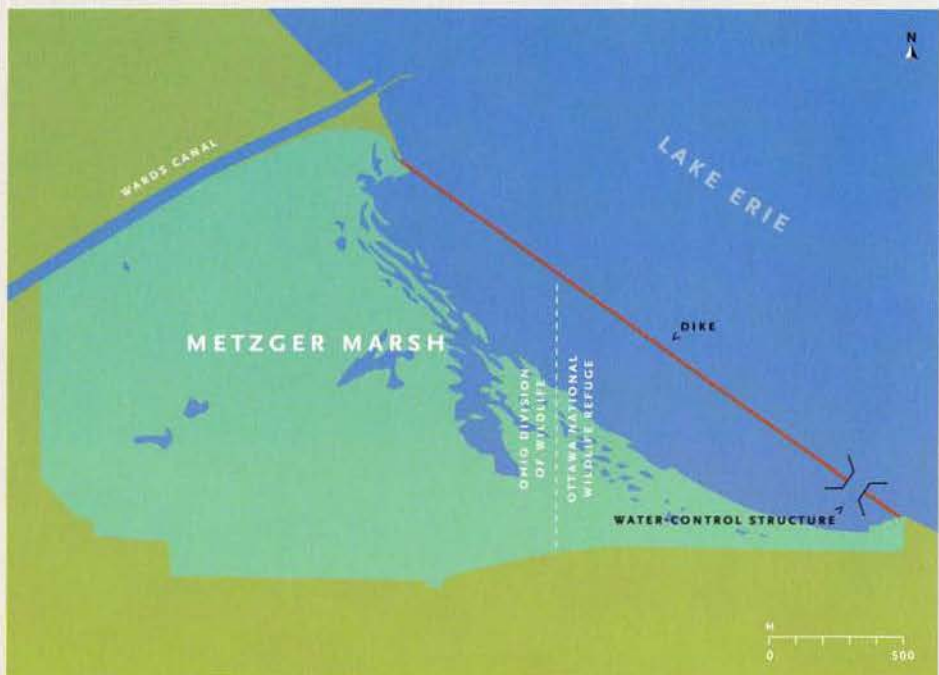 N
WARDS CANAL
LAKE ERIE
DIKE
METZGER MARSH
OHIO DIVISION
OF WILDLIFE
OTTAWA NATIONAL
WILDLIFE REFUGE
WATER-CONTROL STRUCTURE
M
0 500